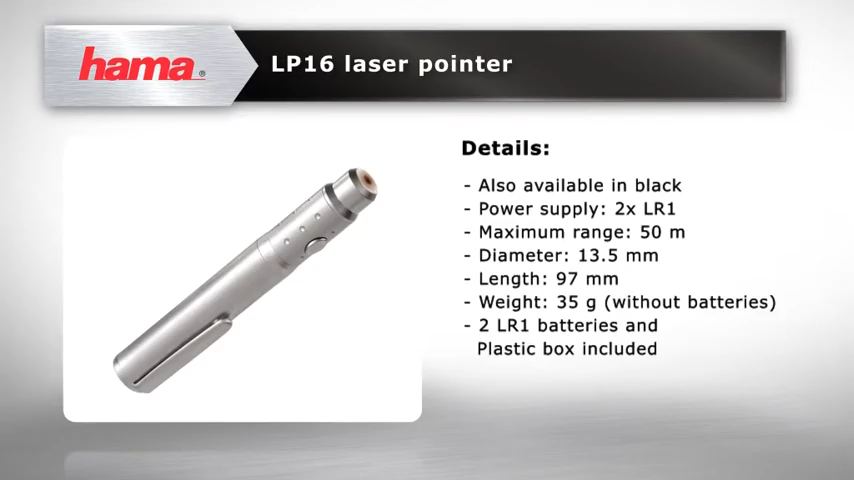 hama®
LP16 laser pointer
Details:
- Also available in black
- Power supply: 2x LR1
- Maximum range: 50 m
- Diameter: 13.5 mm
- Length: 97 mm
- Weight: 35 g (without batteries)
- 2 LR1 batteries and
Plastic box included